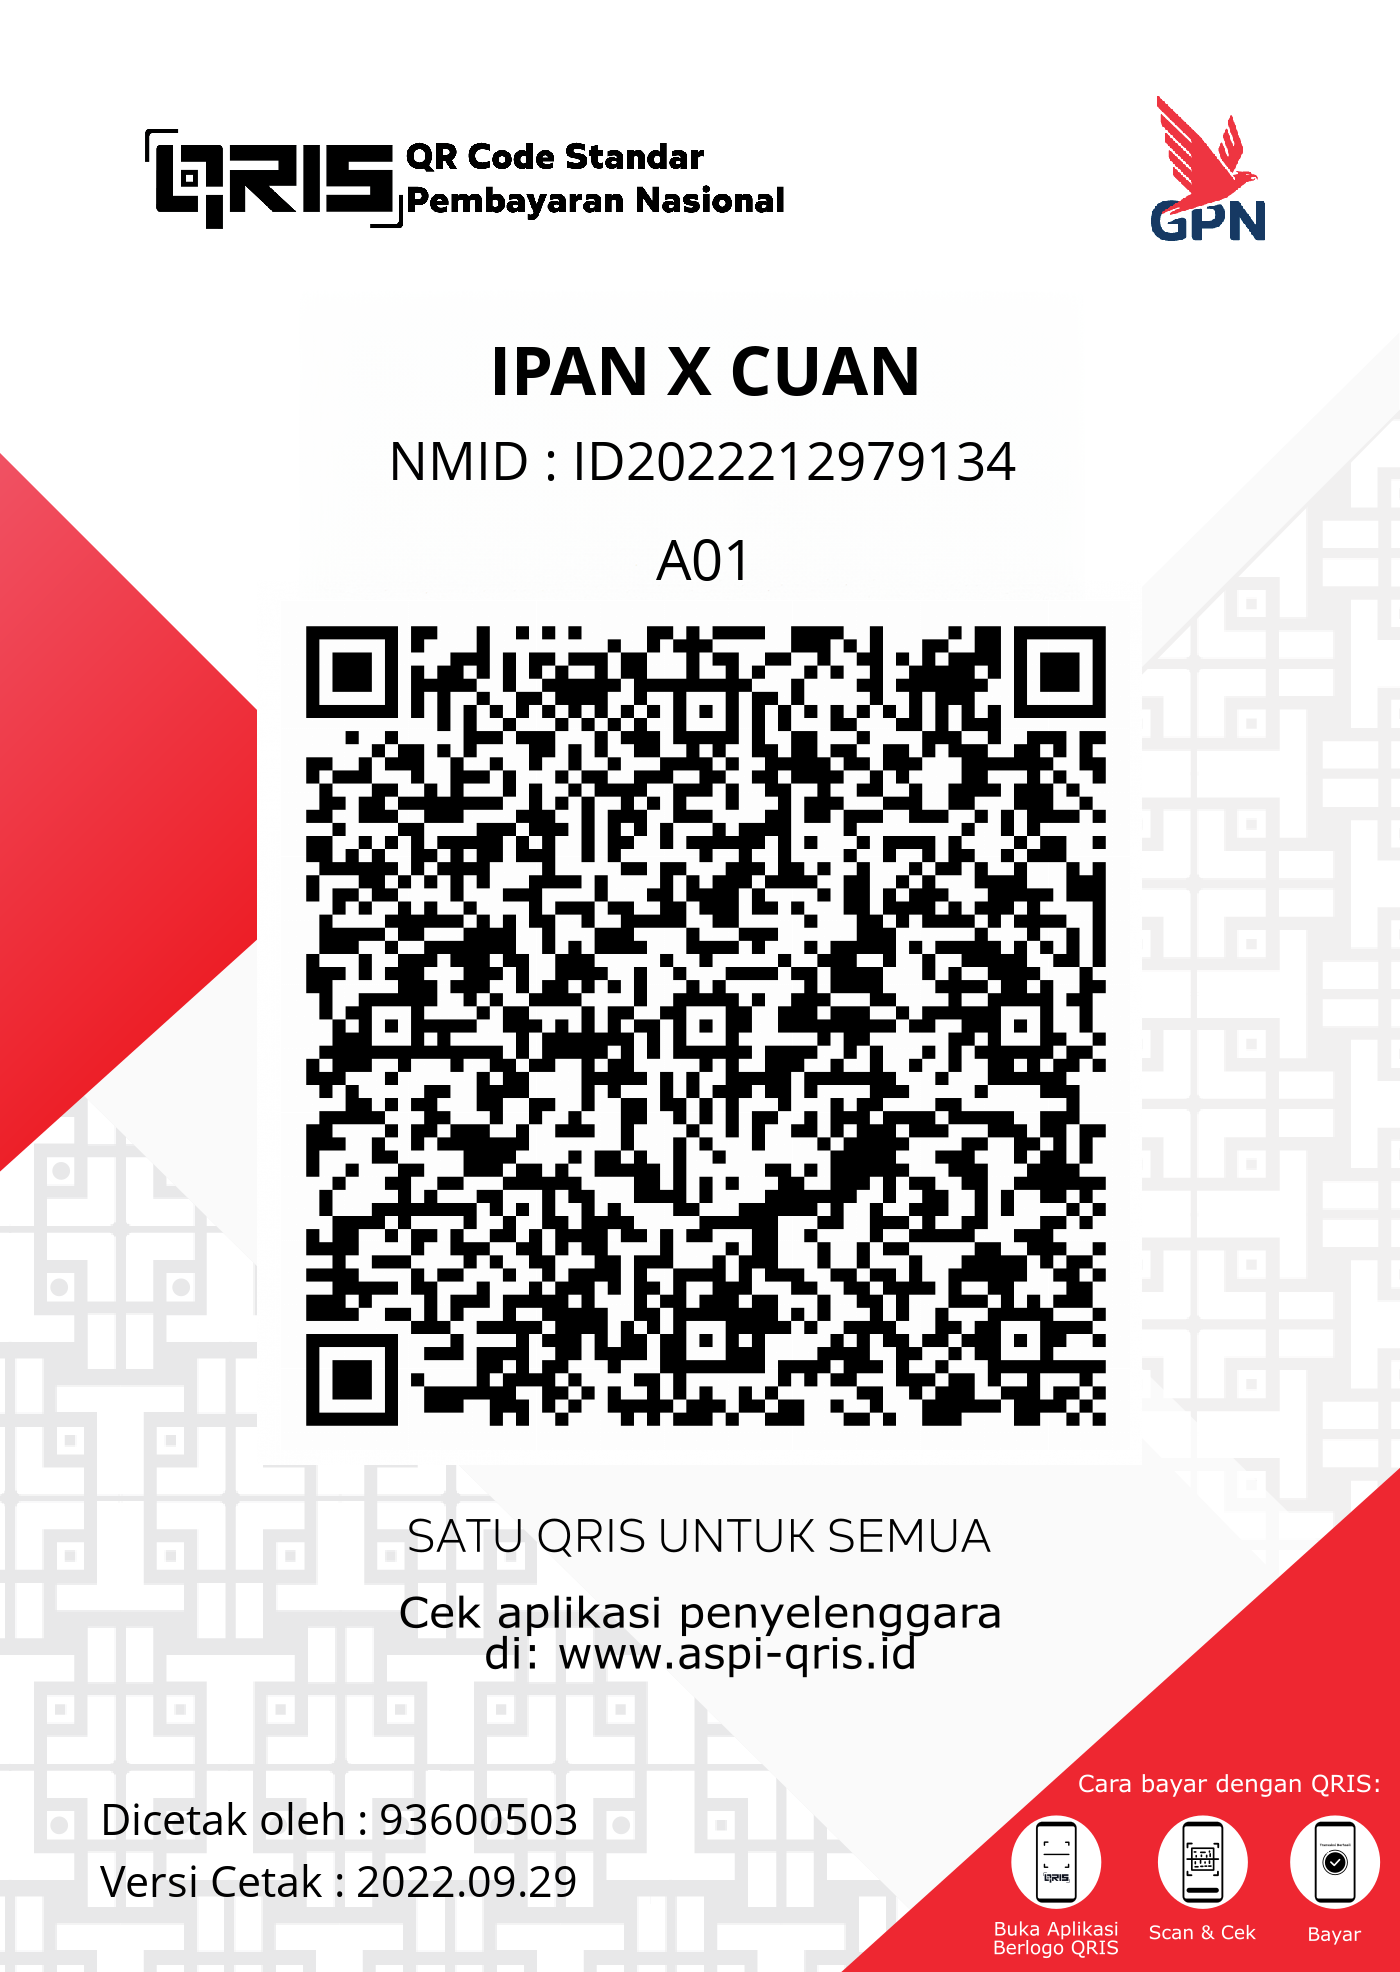 QRIS
QR Code Standar
Pembayaran Nasional
GPN
IPAN X CUAN
NMID : ID2022212979134
A01
SATU QRIS UNTUK SEMUA
Cek aplikasi penyelenggara
di: www.aspi-qris.id
Dicetak oleh : 93600503
Versi Cetak : 2022.09.29
Cara bayar dengan QRIS:
QRIS
Buka Aplikasi
Berlogo QRIS
Scan & Cek
Bayar